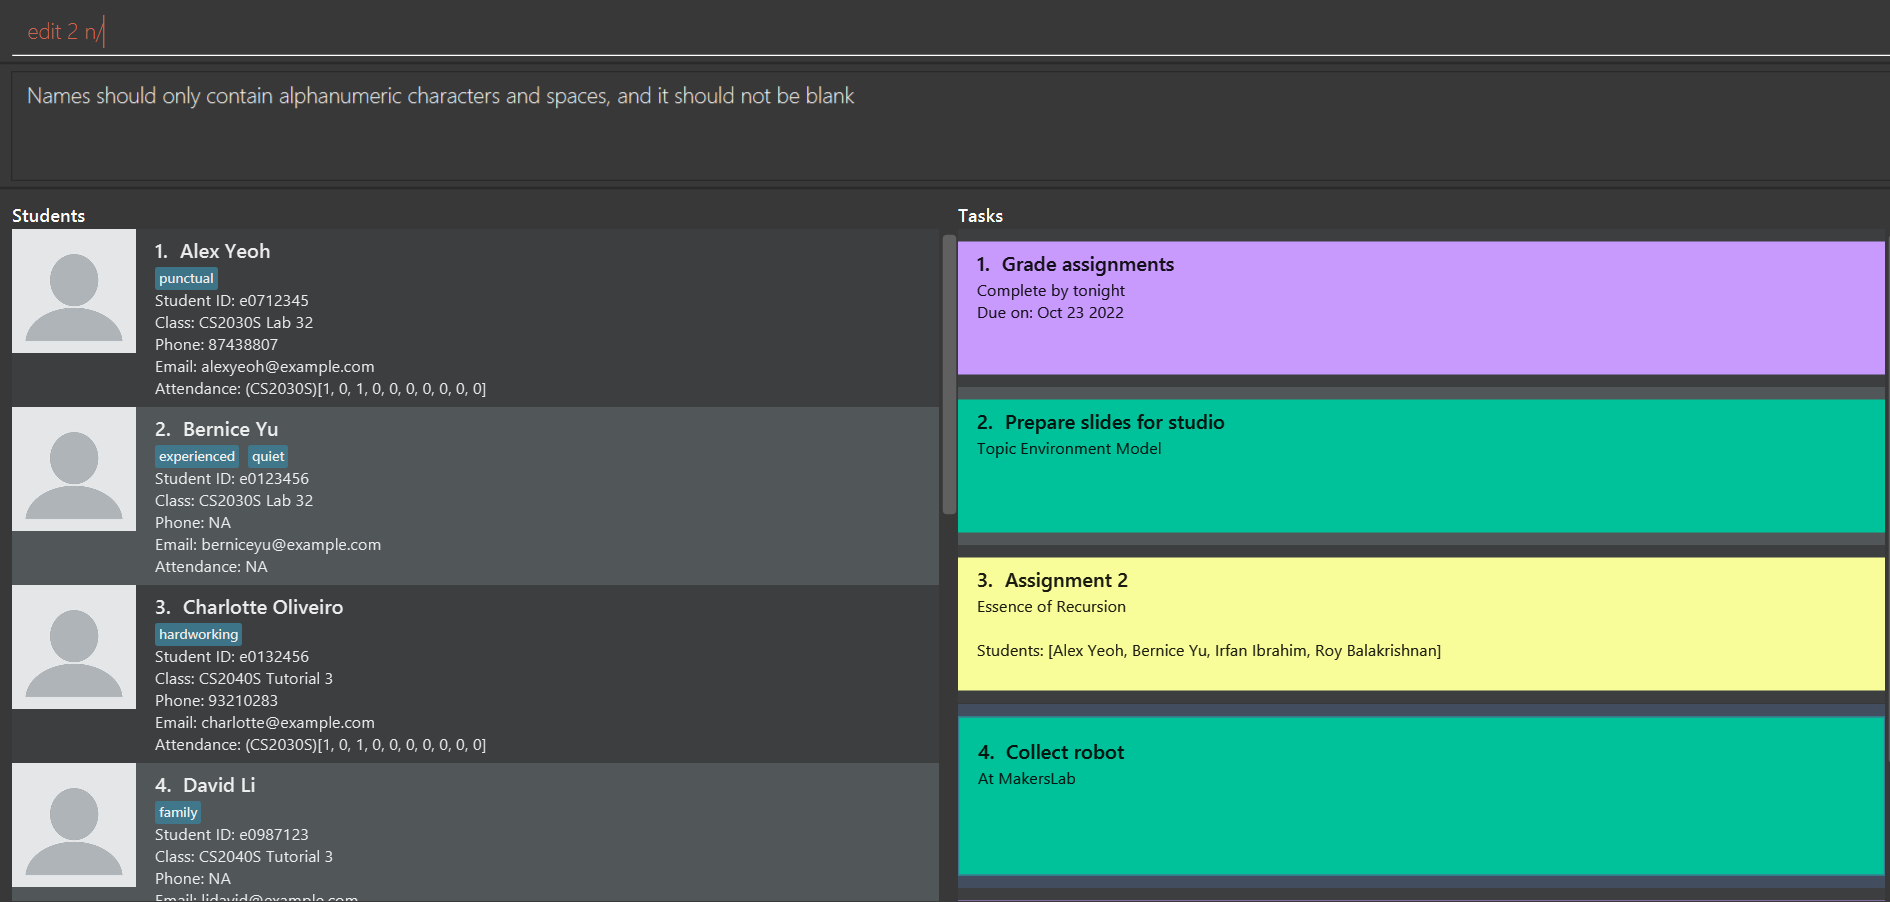 edit 2 n/
Names should only contain alphanumeric characters and spaces, and it should not be blank
Students
1. Alex Yeoh
punctual
Student ID: e0712345
Class: CS2030S Lab 32
Phone: 87438807
Email: alexyeoh@example.com
Attendance: (CS2030S)[1, 0, 1, 0, 0, 0, 0, 0, 0, 0]
2. Bernice Yu
experienced quiet
Student ID: e0123456
Class: CS2030S Lab 32
Phone: NA
Email: berniceyu@example.com
Attendance: NA
3. Charlotte Oliveiro
hardworking
Student ID: e0132456
Class: CS2040S Tutorial 3
Phone: 93210283
Email: charlotte@example.com
Attendance: (CS2030S)[1, 0, 1, 0, 0, 0, 0, 0, 0, 0]
4. David Li
family
Student ID: e0987123
Class: CS2040S Tutorial 3
Phone: NA
Email: lidavid@example.com
Tasks
1. Grade assignments
Complete by tonight
Due on: Oct 23 2022
2. Prepare slides for studio
Topic Environment Model
3. Assignment 2
Essence of Recursion
Students: [Alex Yeoh, Bernice Yu, Irfan Ibrahim, Roy Balakrishnan]
4. Collect robot
At MakersLab